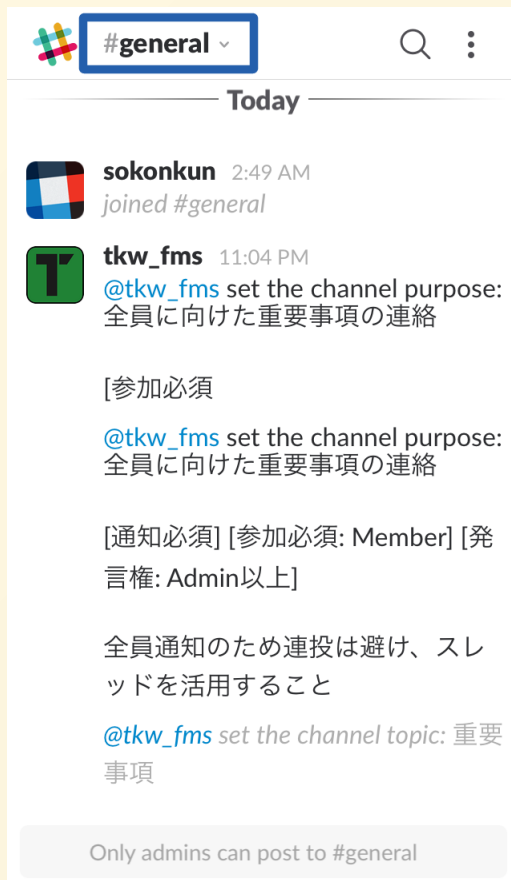 #general
Today
sokonkun 2:49 AM
joined #general
tkw_fms 11:04 PM
@tkw_fms set the channel purpose:
全員に向けた重要事項の連絡
[参加必須
@tkw_fms set the channel purpose:
全員に向けた重要事項の連絡
[通知必須] [参加必須: Member] [発
言権: Admin以上]
全員通知のため連投は避け、スレ
ッドを活用すること
@tkw_fms set the channel topic: 重要
事項
Only admins can post to #general